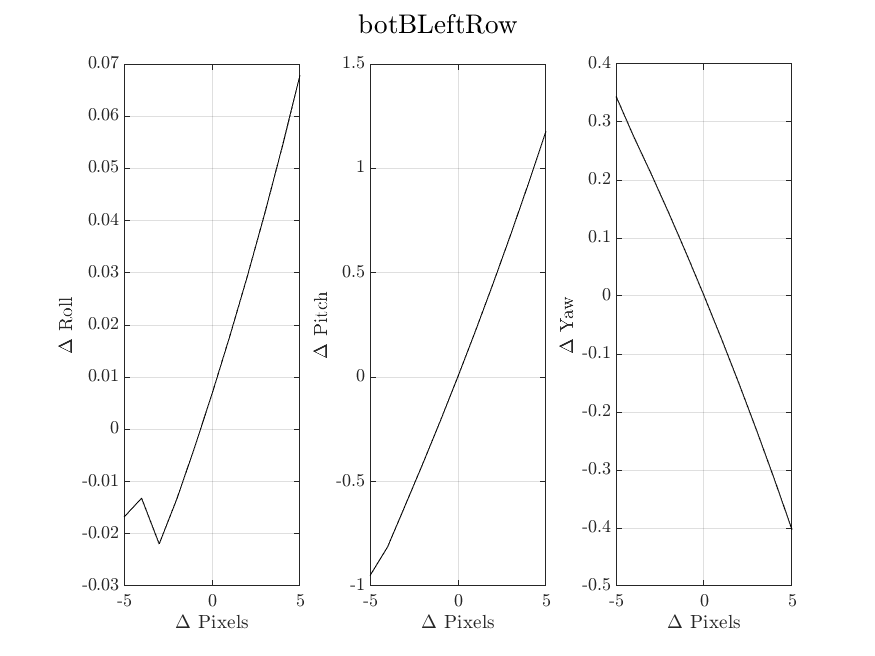 botBLeftRow
Δ Roll
0.07
0.06
0.05
0.04
0.03
0.02
0.01
0
-0.01
-0.02
-0.03
-5 0 5
Δ Pixels
Δ Pitch
1.5
1
0.5
0
-0.5
-1
-5 0 5
Δ Pixels
Δ Yaw
0.4
0.3
0.2
0.1
0
-0.1
-0.2
-0.3
-0.4
-0.5
-5 0 5
Δ Pixels